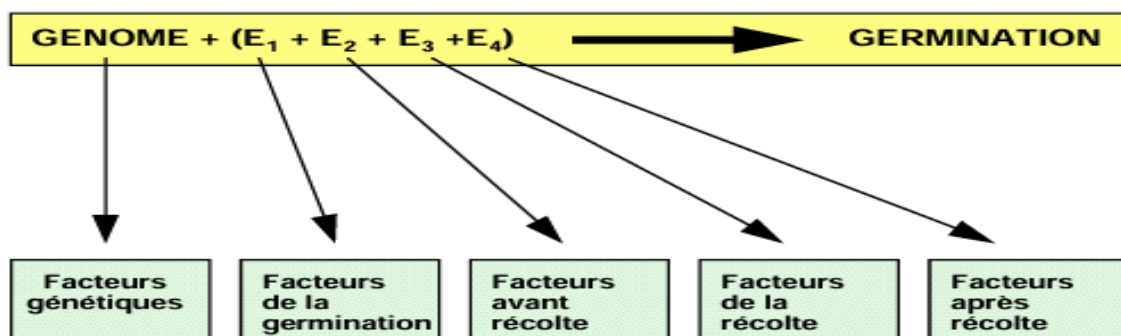 GENOME + (E1 + E2 + E3 +E4) GERMINATION
Facteurs
génétiques
Facteurs
de la
germination
Facteurs
avant
récolte
Facteurs
de la
récolte
Facteurs
après
récolte